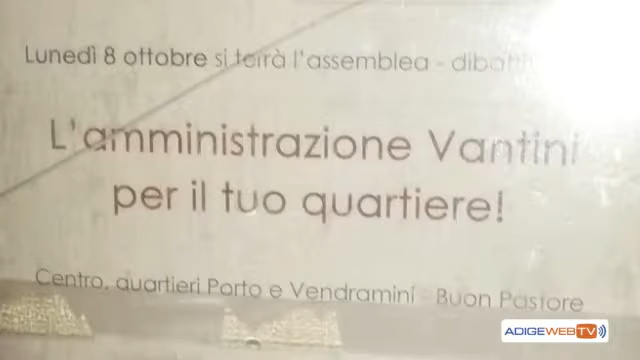 Lunedì 8 ottobre si terrà l'assemblea -
L'amministrazione Vantini
per il tuo quartiere!
Centro, quartieri Porto e Vendramini - Buon Pastore
ADIGEWEBTV